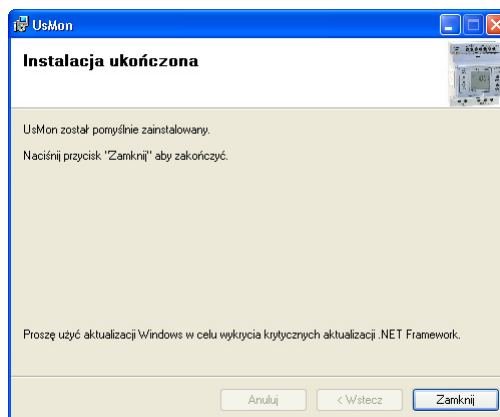 UsMon
Instalacja ukończona
UsMon został pomyślnie zainstalowany.
Naciśnij przycisk "Zamknij" aby zakończyć.
Proszę użyć aktualizacji Windows w celu wykrycia krytycznych aktualizacji .NET Framework.
Anuluj
< Wstecz
Zamknij